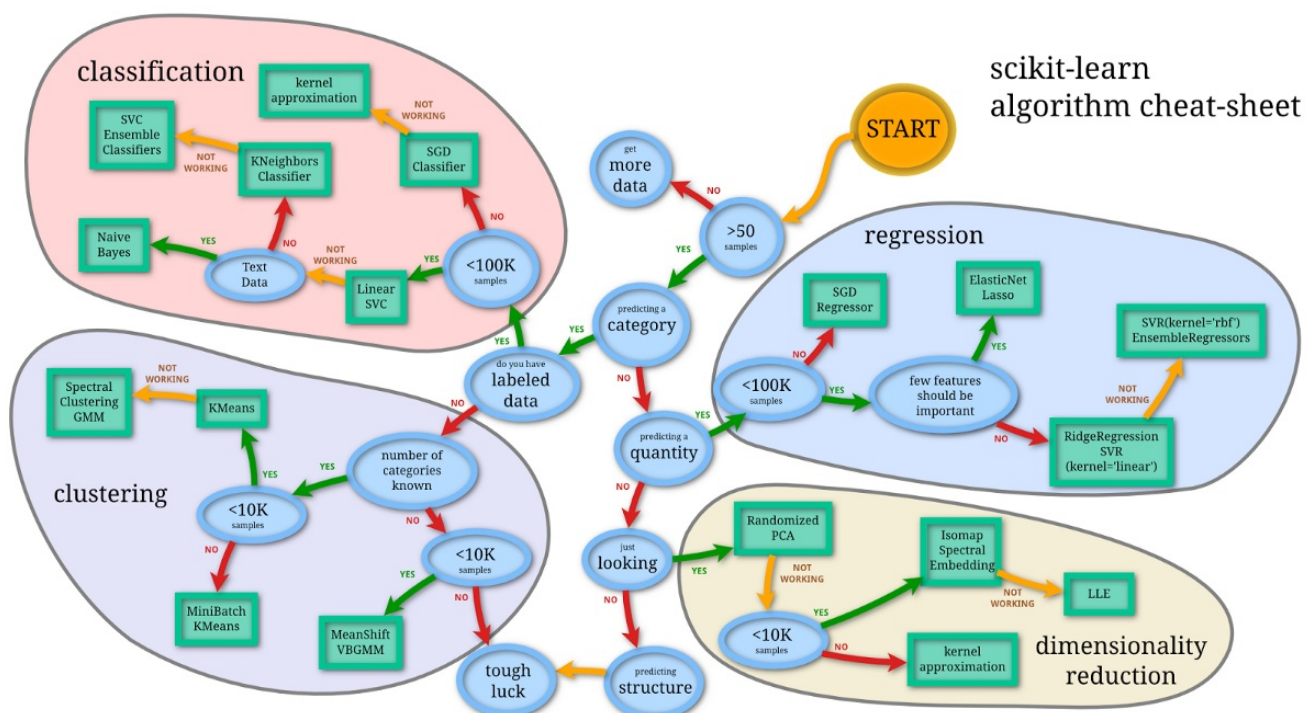 scikit-learn
algorithm cheat-sheet
START
>50
samples
NO
get
more
data
YES
predicting a
category
YES
do you have
labeled
data
YES
classification
<100K
samples
NO
SGD
Classifier
NOT
WORKING
kernel
approximation
YES
Linear
SVC
NOT
WORKING
Text
Data
YES
Naive
Bayes
NO
KNeighbors
Classifier
NOT
WORKING
SVC
Ensemble
Classifiers
NO
clustering
number of
categories
known
YES
<10K
samples
YES
KMeans
NOT
WORKING
Spectral
Clustering
GMM
NO
MiniBatch
KMeans
NO
<10K
samples
YES
MeanShift
VBGMM
NO
tough
luck
NO
predicting a
quantity
YES
regression
<100K
samples
NO
SGD
Regressor
YES
few features
should be
important
YES
ElasticNet
Lasso
NO
RidgeRegression
SVR
(kernel='linear')
NOT
WORKING
SVR(kernel='rbf')
EnsembleRegressors
NO
just
looking
YES
dimensionality
reduction
Randomized
PCA
NOT
WORKING
<10K
samples
YES
Isomap
Spectral
Embedding
NOT
WORKING
LLE
NO
kernel
approximation
NO
predicting
structure